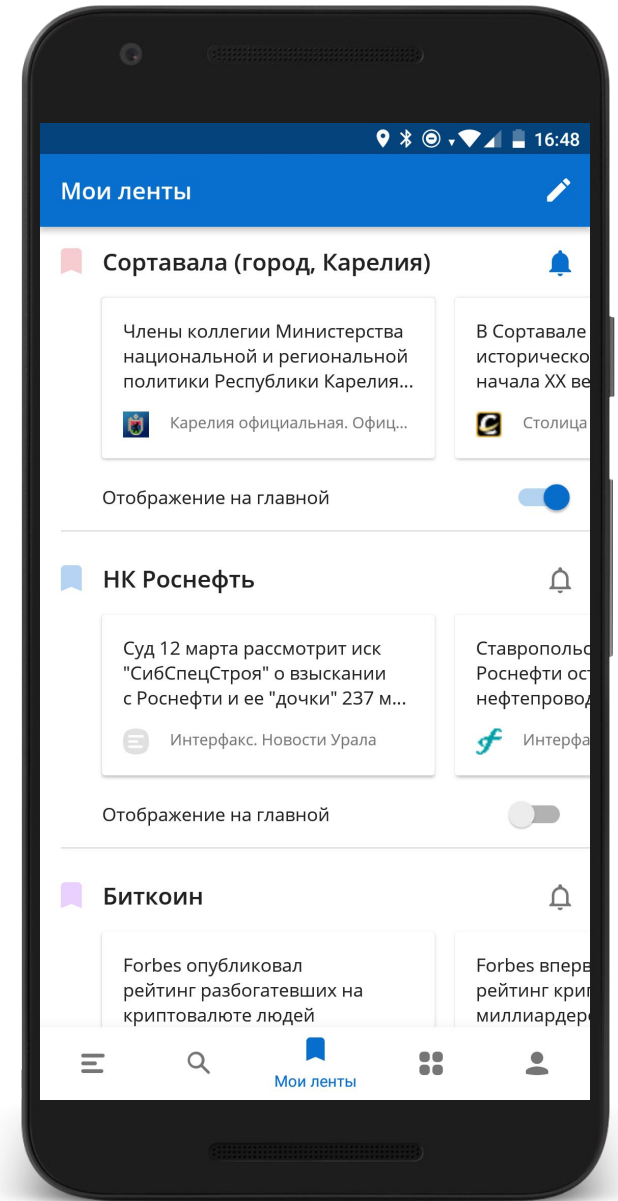 16:48
Мои ленты
Сортавала (город, Карелия)
Члены коллегии Министерства
национальной и региональной
политики Республики Карелия...
Карелия официальная. Офиц...
В Сортавале
историческо
начала XX ве
Столица
Отображение на главной
НК Роснефть
Суд 12 марта рассмотрит иск
"СибСпецСтроя" о взыскании
с Роснефти и ее "дочки" 237 м...
Интерфакс. Новости Урала
Ставропольс
Роснефти ост
нефтепровод
Интерфа
Отображение на главной
Биткоин
Forbes опубликовал
рейтинг разбогатевших на
криптовалюте людей
Forbes вперв
рейтинг крип
миллиардеро
Мои ленты